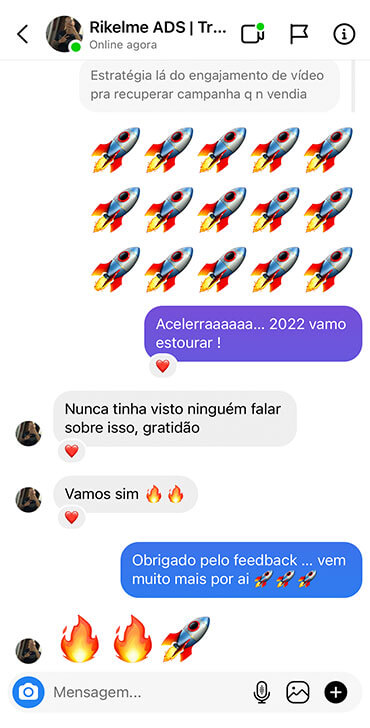 Rikelme ADS | Tr...
Online agora
Estratégia lá do engajamento de vídeo
pra recuperar campanha q n vendia
🚀🚀🚀🚀🚀
🚀🚀🚀🚀🚀
🚀🚀🚀🚀🚀
Acelerraaaaaa... 2022 vamo
estourar !
Nunca tinha visto ninguém falar
sobre isso, gratidão
Vamos sim 🔥🔥
Obrigado pelo feedback ... vem
muito mais por ai 🚀🚀🚀
🔥🔥🚀
Mensagem...